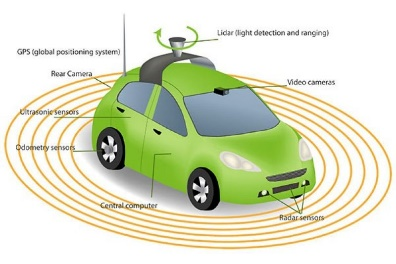 Lidar (light detection and ranging)
GPS (global positioning system)
Rear Camera
Video cameras
Ultrasonic sensors
Odometry sensors
Central computer
Radar sensors